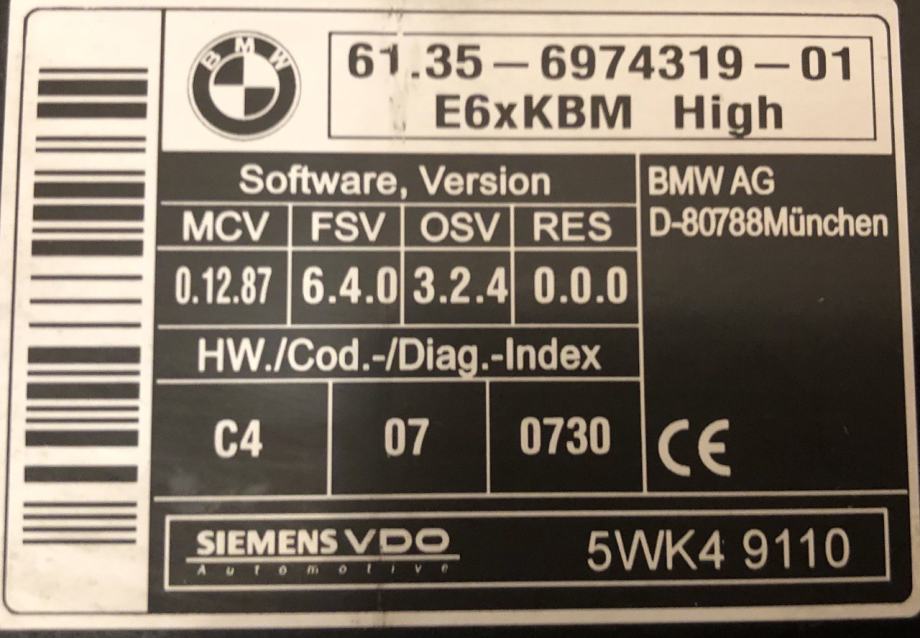 BMW
61.35 – 6974319 – 01
E6xKBM High
Software, Version
MCV FSV OSV RES
0.12.87 6.4.0 3.2.4 0.0.0
HW./Cod.-/Diag.-Index
C4 07 0730
BMW AG
D-80788München
CE
SIEMENS VDO
Automotive
5WK4 9110